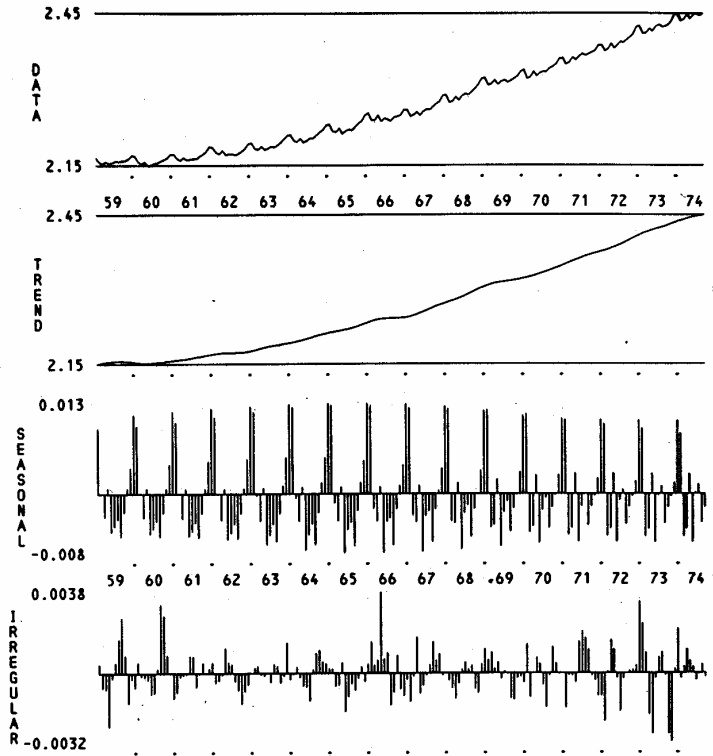 2.45
DATA
2.15
59 60 61 62 63 64 65 66 67 68 69 70 71 72 73 74
2.45
TREND
2.15
0.013
SEASONAL
-0.008
59 60 61 62 63 64 65 66 67 68 69 70 71 72 73 74
0.0038
IRREGULAR
-0.0032